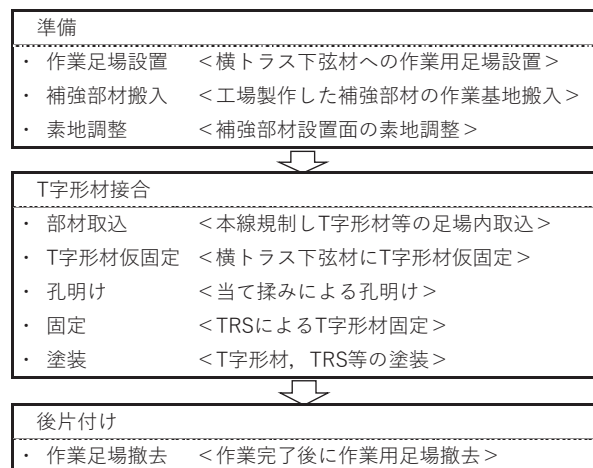 準備
・ 作業足場設置 ＜横トラス下弦材への作業用足場設置＞
・ 補強部材搬入 ＜工場製作した補強部材の作業基地搬入＞
・ 素地調整 ＜補強部材設置面の素地調整＞
T字形材接合
・ 部材取込 ＜本線規制しT字形材等の足場内取込＞
・ T字形材仮固定 ＜横トラス下弦材にT字形材仮固定＞
・ 孔明け ＜当て揉みによる孔明け＞
・ 固定 ＜TRSによるT字形材固定＞
・ 塗装 ＜T字形材，TRS等の塗装＞
後片付け
・ 作業足場撤去 ＜作業完了後に作業用足場撤去＞